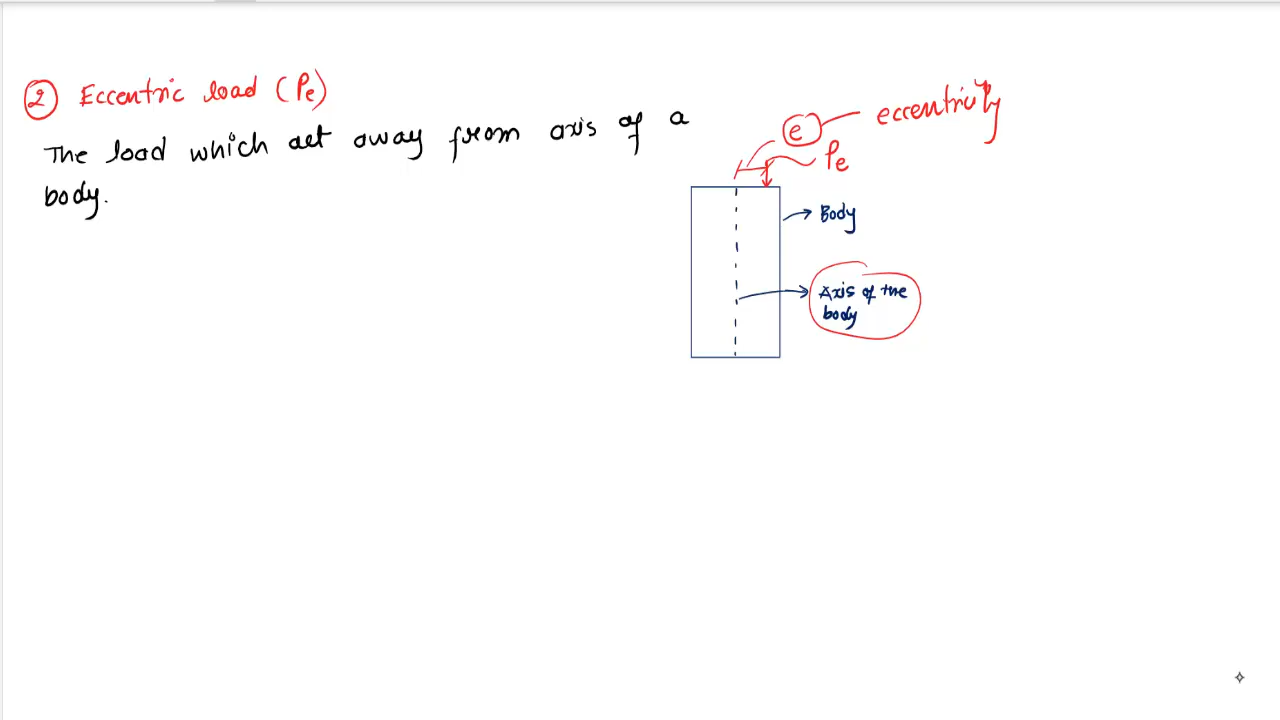 ② Eccentric load (Pe)
The load which act away from axis of a
body.
e eccentricity
Pe
Body
Axis of the
body